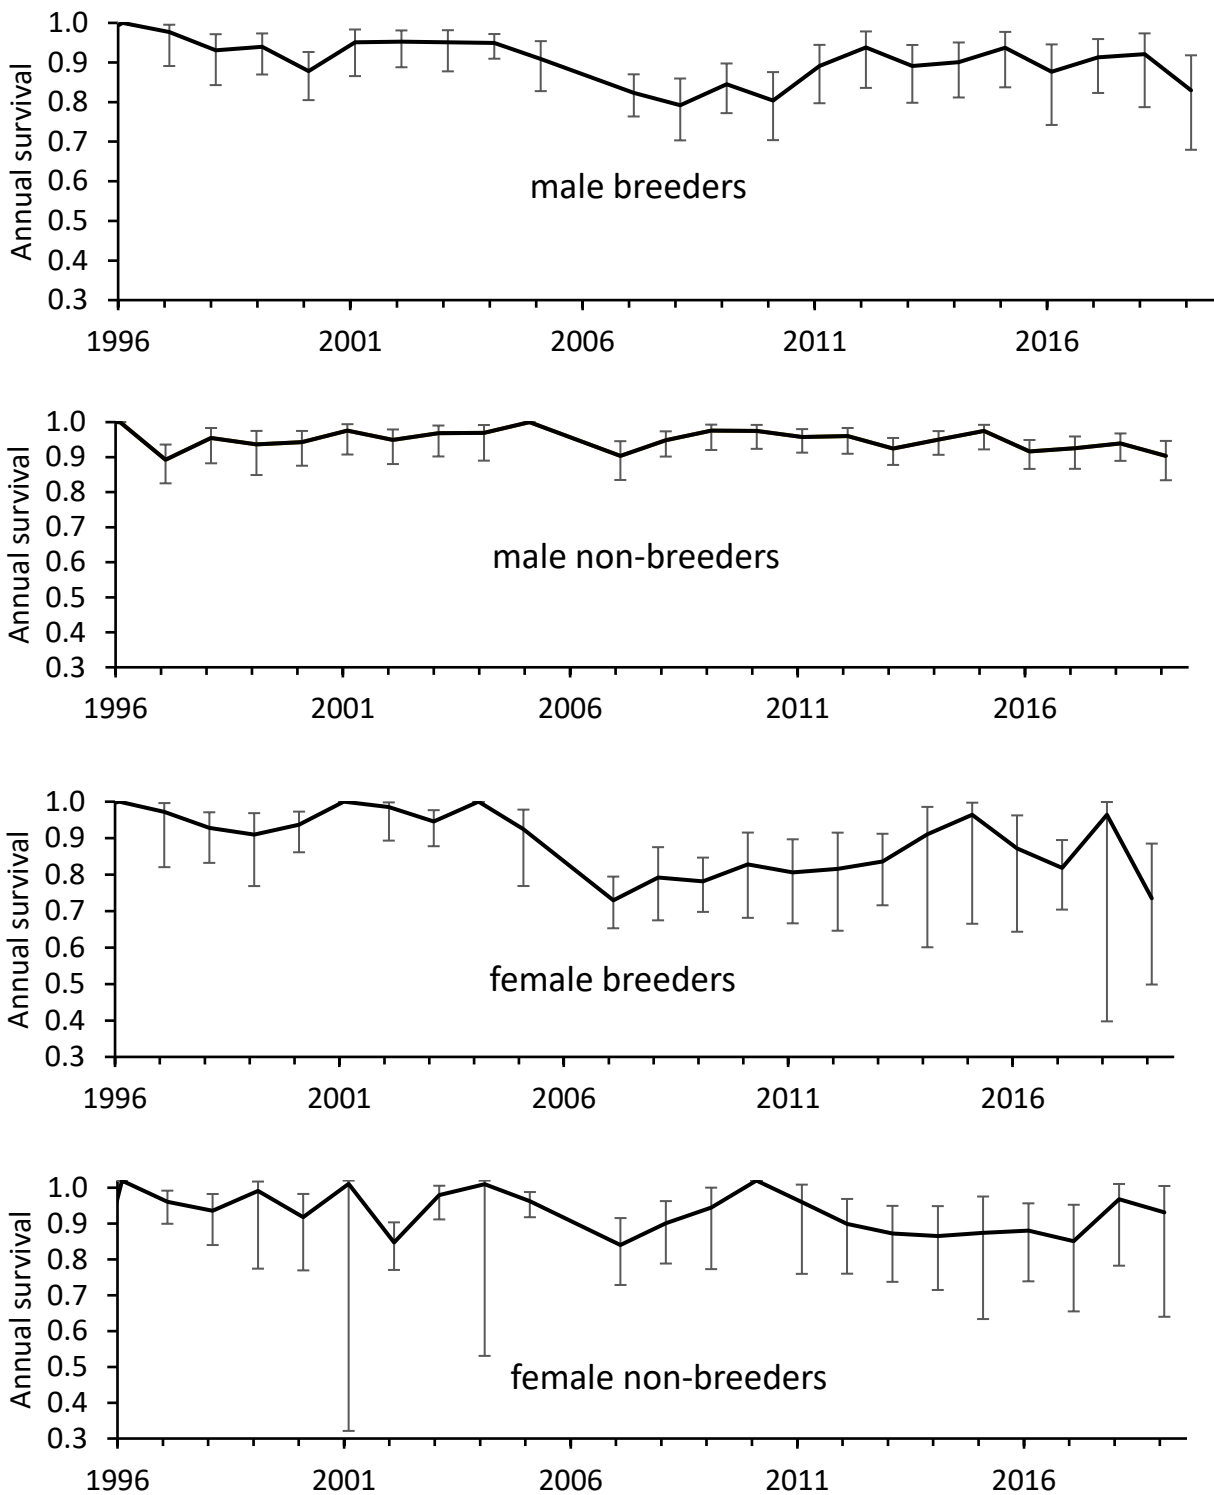 Annual survival
1.0
0.9
0.8
0.7
0.6
0.5
0.4
0.3
male breeders
1996 2001 2006 2011 2016
Annual survival
1.0
0.9
0.8
0.7
0.6
0.5
0.4
0.3
male non-breeders
1996 2001 2006 2011 2016
Annual survival
1.0
0.9
0.8
0.7
0.6
0.5
0.4
0.3
female breeders
1996 2001 2006 2011 2016
Annual survival
1.0
0.9
0.8
0.7
0.6
0.5
0.4
0.3
female non-breeders
1996 2001 2006 2011 2016